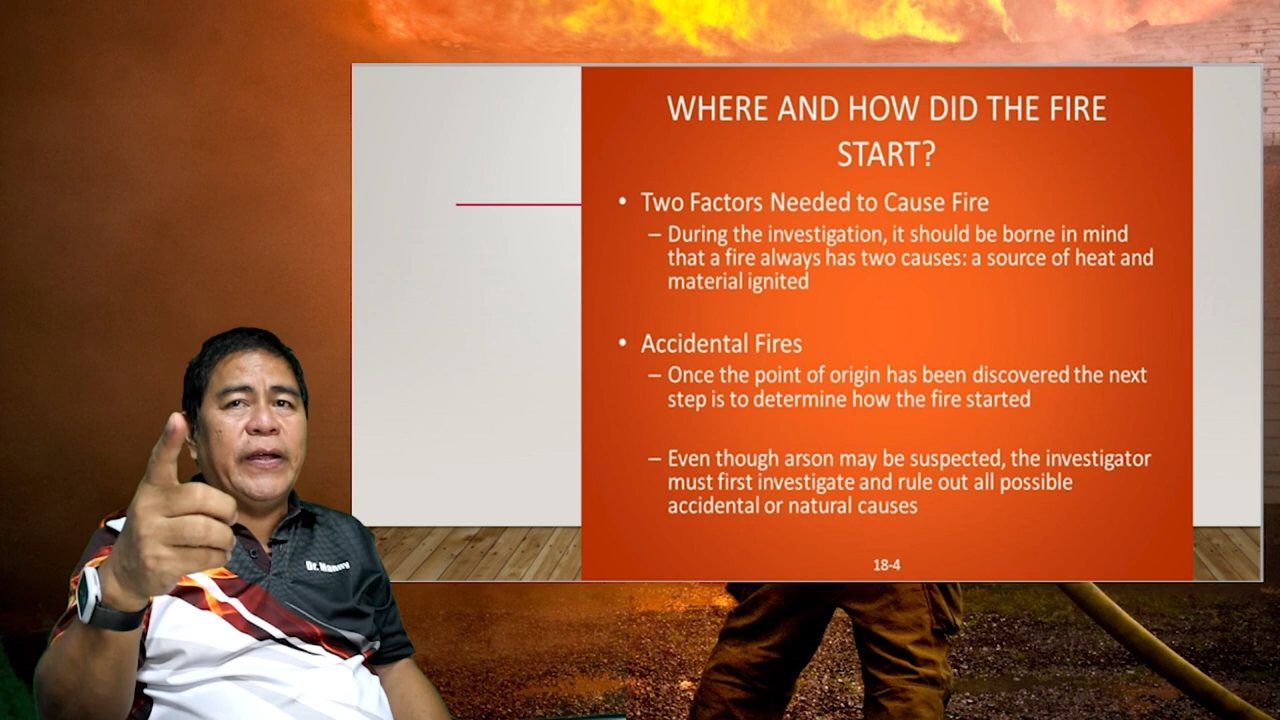 WHERE AND HOW DID THE FIRE
START?
• Two Factors Needed to Cause Fire
– During the investigation, it should be borne in mind
that a fire always has two causes: a source of heat and
material ignited
• Accidental Fires
– Once the point of origin has been discovered the next
step is to determine how the fire started
– Even though arson may be suspected, the investigator
must first investigate and rule out all possible
accidental or natural causes
18-4
Dr.